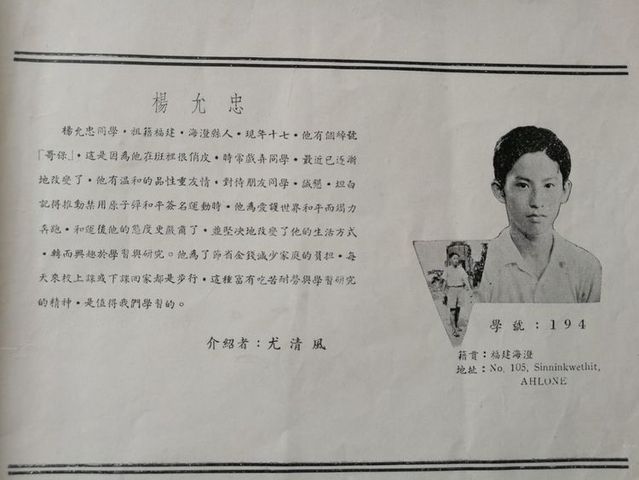 楊允忠
楊允忠同學·祖籍福建·海澄縣人·現年十七·他有個綽號
「哥保」·這是因為他在班裡很俏皮·時常戲弄同學·最近已逐漸
地改變了·他有溫和的品性重友情·對待朋友同學·誠懇·坦白
記得推動禁用原子彈和平簽名運動時·他為愛護世界和平而竭力
奔跑·和運後他的態度更嚴肅了·並堅决地改變了他的生活方式
·轉而興趣於學習與研究。他為了節省金錢減少家庭的負担·每
天來校上課或下課回家都是步行·這種富有吃苦耐勞與學習研究
的精神·是值得我們學習的。
介紹者:尤清風
學號:194
籍貫:福建海澄
地址:No. 105, Sinninkwethit,
AHLONE